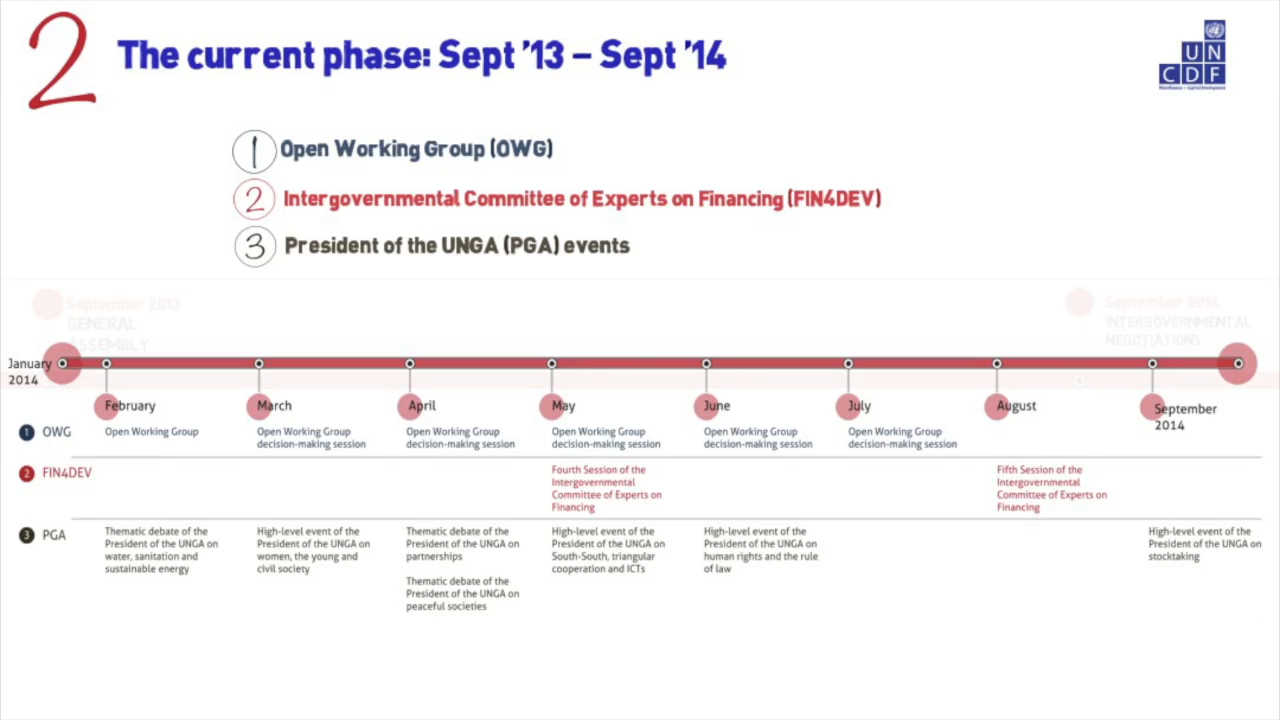 2
The current phase: Sept '13 – Sept '14
UN
CDF
1 Open Working Group (OWG)
2 Intergovernmental Committee of Experts on Financing (FIN4DEV)
3 President of the UNGA (PGA) events
September 2013
GENERAL
ASSEMBLY
September 2014
INTERGOVERNMENTAL
NEGOTIATIONS
January
2014
February
March
April
May
June
July
August
September
2014
1 OWG
Open Working Group
Open Working Group
decision-making session
Open Working Group
decision-making session
Open Working Group
decision-making session
Open Working Group
decision-making session
Open Working Group
decision-making session
2 FIN4DEV
Fourth Session of the
Intergovernmental
Committee of Experts on
Financing
Fifth Session of the
Intergovernmental
Committee of Experts on
Financing
3 PGA
Thematic debate of the
President of the UNGA on
water, sanitation and
sustainable energy
High-level event of the
President of the UNGA on
women, the young and
civil society
Thematic debate of the
President of the UNGA on
partnerships
Thematic debate of the
President of the UNGA on
peaceful societies
High-level event of the
President of the UNGA on
South-South, triangular
cooperation and ICTs
High-level event of the
President of the UNGA on
human rights and the rule
of law
High-level event of the
President of the UNGA on
stocktaking